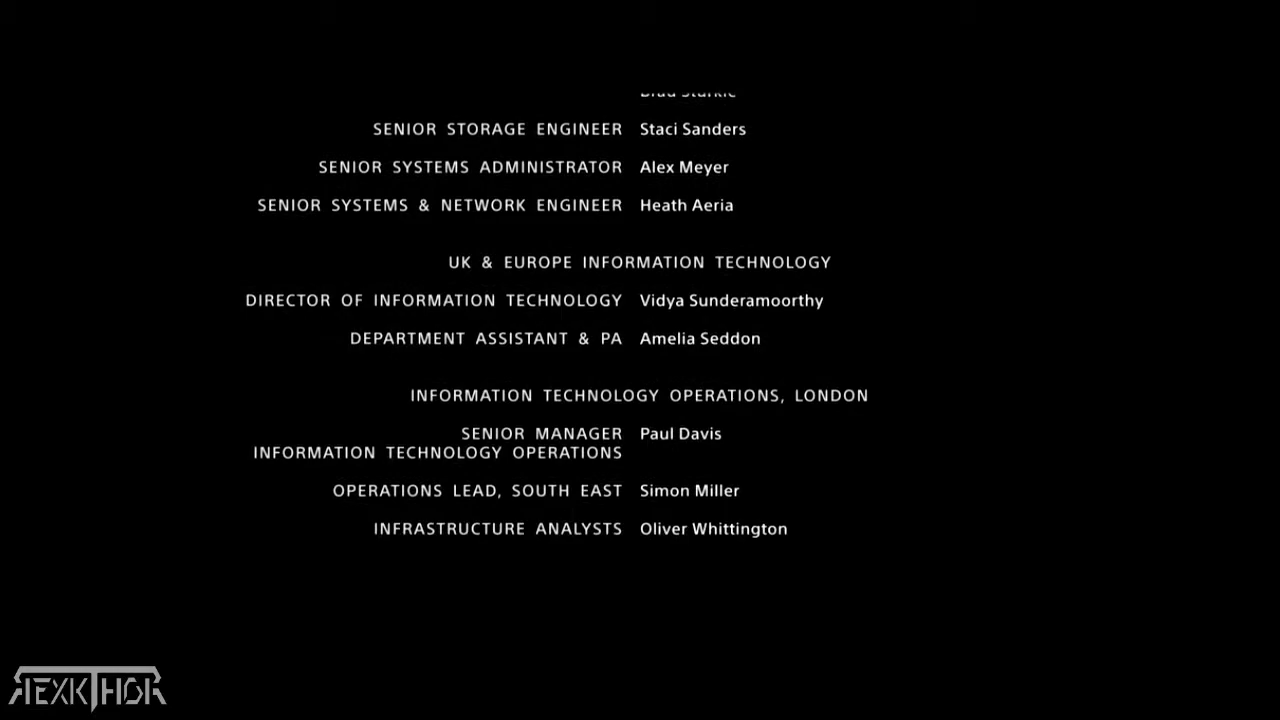 SENIOR STORAGE ENGINEER Staci Sanders
SENIOR SYSTEMS ADMINISTRATOR Alex Meyer
SENIOR SYSTEMS & NETWORK ENGINEER Heath Aeria
UK & EUROPE INFORMATION TECHNOLOGY
DIRECTOR OF INFORMATION TECHNOLOGY Vidya Sunderamoorthy
DEPARTMENT ASSISTANT & PA Amelia Seddon
INFORMATION TECHNOLOGY OPERATIONS, LONDON
SENIOR MANAGER Paul Davis
INFORMATION TECHNOLOGY OPERATIONS
OPERATIONS LEAD, SOUTH EAST Simon Miller
INFRASTRUCTURE ANALYSTS Oliver Whittington